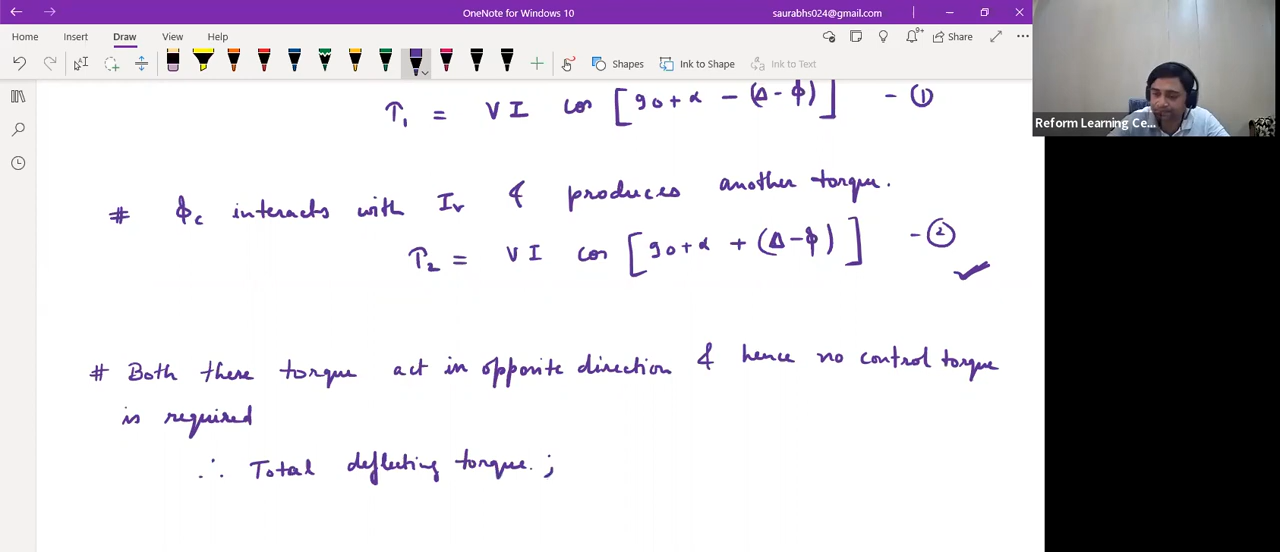 OneNote for Windows 10
saurabhs024@gmail.com
Home Insert Draw View Help
Share
Shapes
Ink to Shape
Ink to Text
Reform Learning Ce...
T₁ = VI cos [90+α - (Δ-ϕ)] - ①
# ϕc interacts with Iv & produces another torque.
T₂ = VI cos [90+α + (Δ-ϕ)] - ②
# Both there torque act in opposite direction & hence no control torque
is required
∴ Total deflecting torque. ;